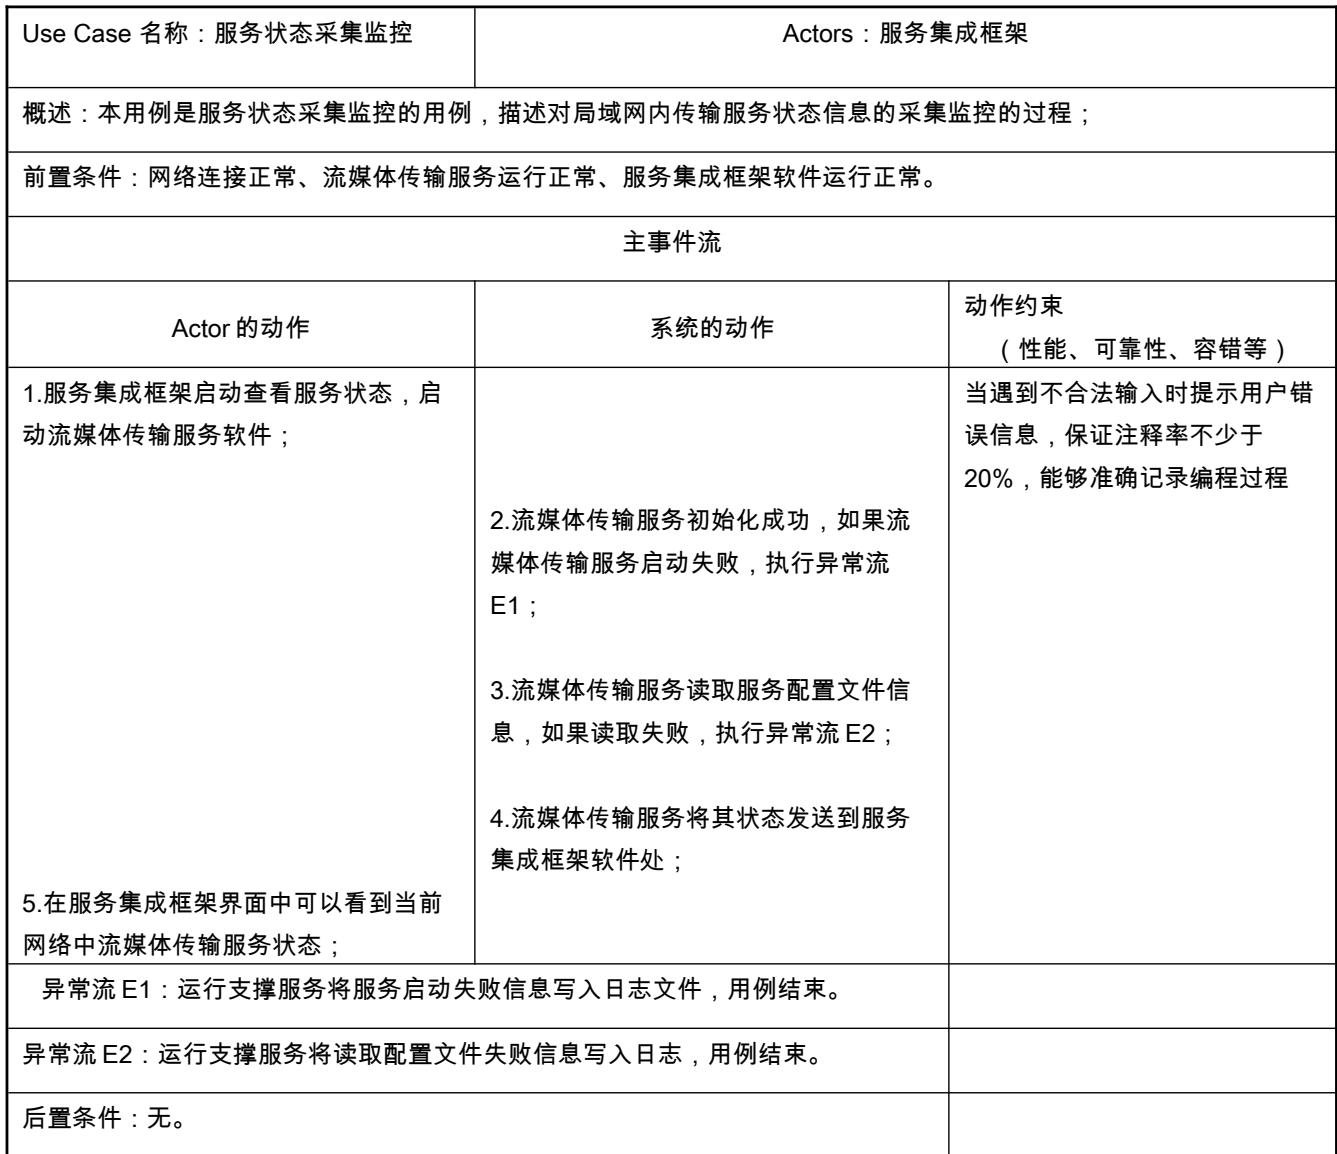 Use Case 名称：服务状态采集监控
Actors：服务集成框架
概述：本用例是服务状态采集监控的用例，描述对局域网内传输服务状态信息的采集监控的过程；
前置条件：网络连接正常、流媒体传输服务运行正常、服务集成框架软件运行正常。
主事件流
Actor 的动作
系统的动作
动作约束
（性能、可靠性、容错等）
1.服务集成框架启动查看服务状态，启
动流媒体传输服务软件；
当遇到不合法输入时提示用户错
误信息，保证注释率不少于
20%，能够准确记录编程过程
2.流媒体传输服务初始化成功，如果流
媒体传输服务启动失败，执行异常流
E1；
3.流媒体传输服务读取服务配置文件信
息，如果读取失败，执行异常流 E2；
4.流媒体传输服务将其状态发送到服务
集成框架软件处；
5.在服务集成框架界面中可以看到当前
网络中流媒体传输服务状态；
异常流 E1：运行支撑服务将服务启动失败信息写入日志文件，用例结束。
异常流 E2：运行支撑服务将读取配置文件失败信息写入日志，用例结束。
后置条件：无。